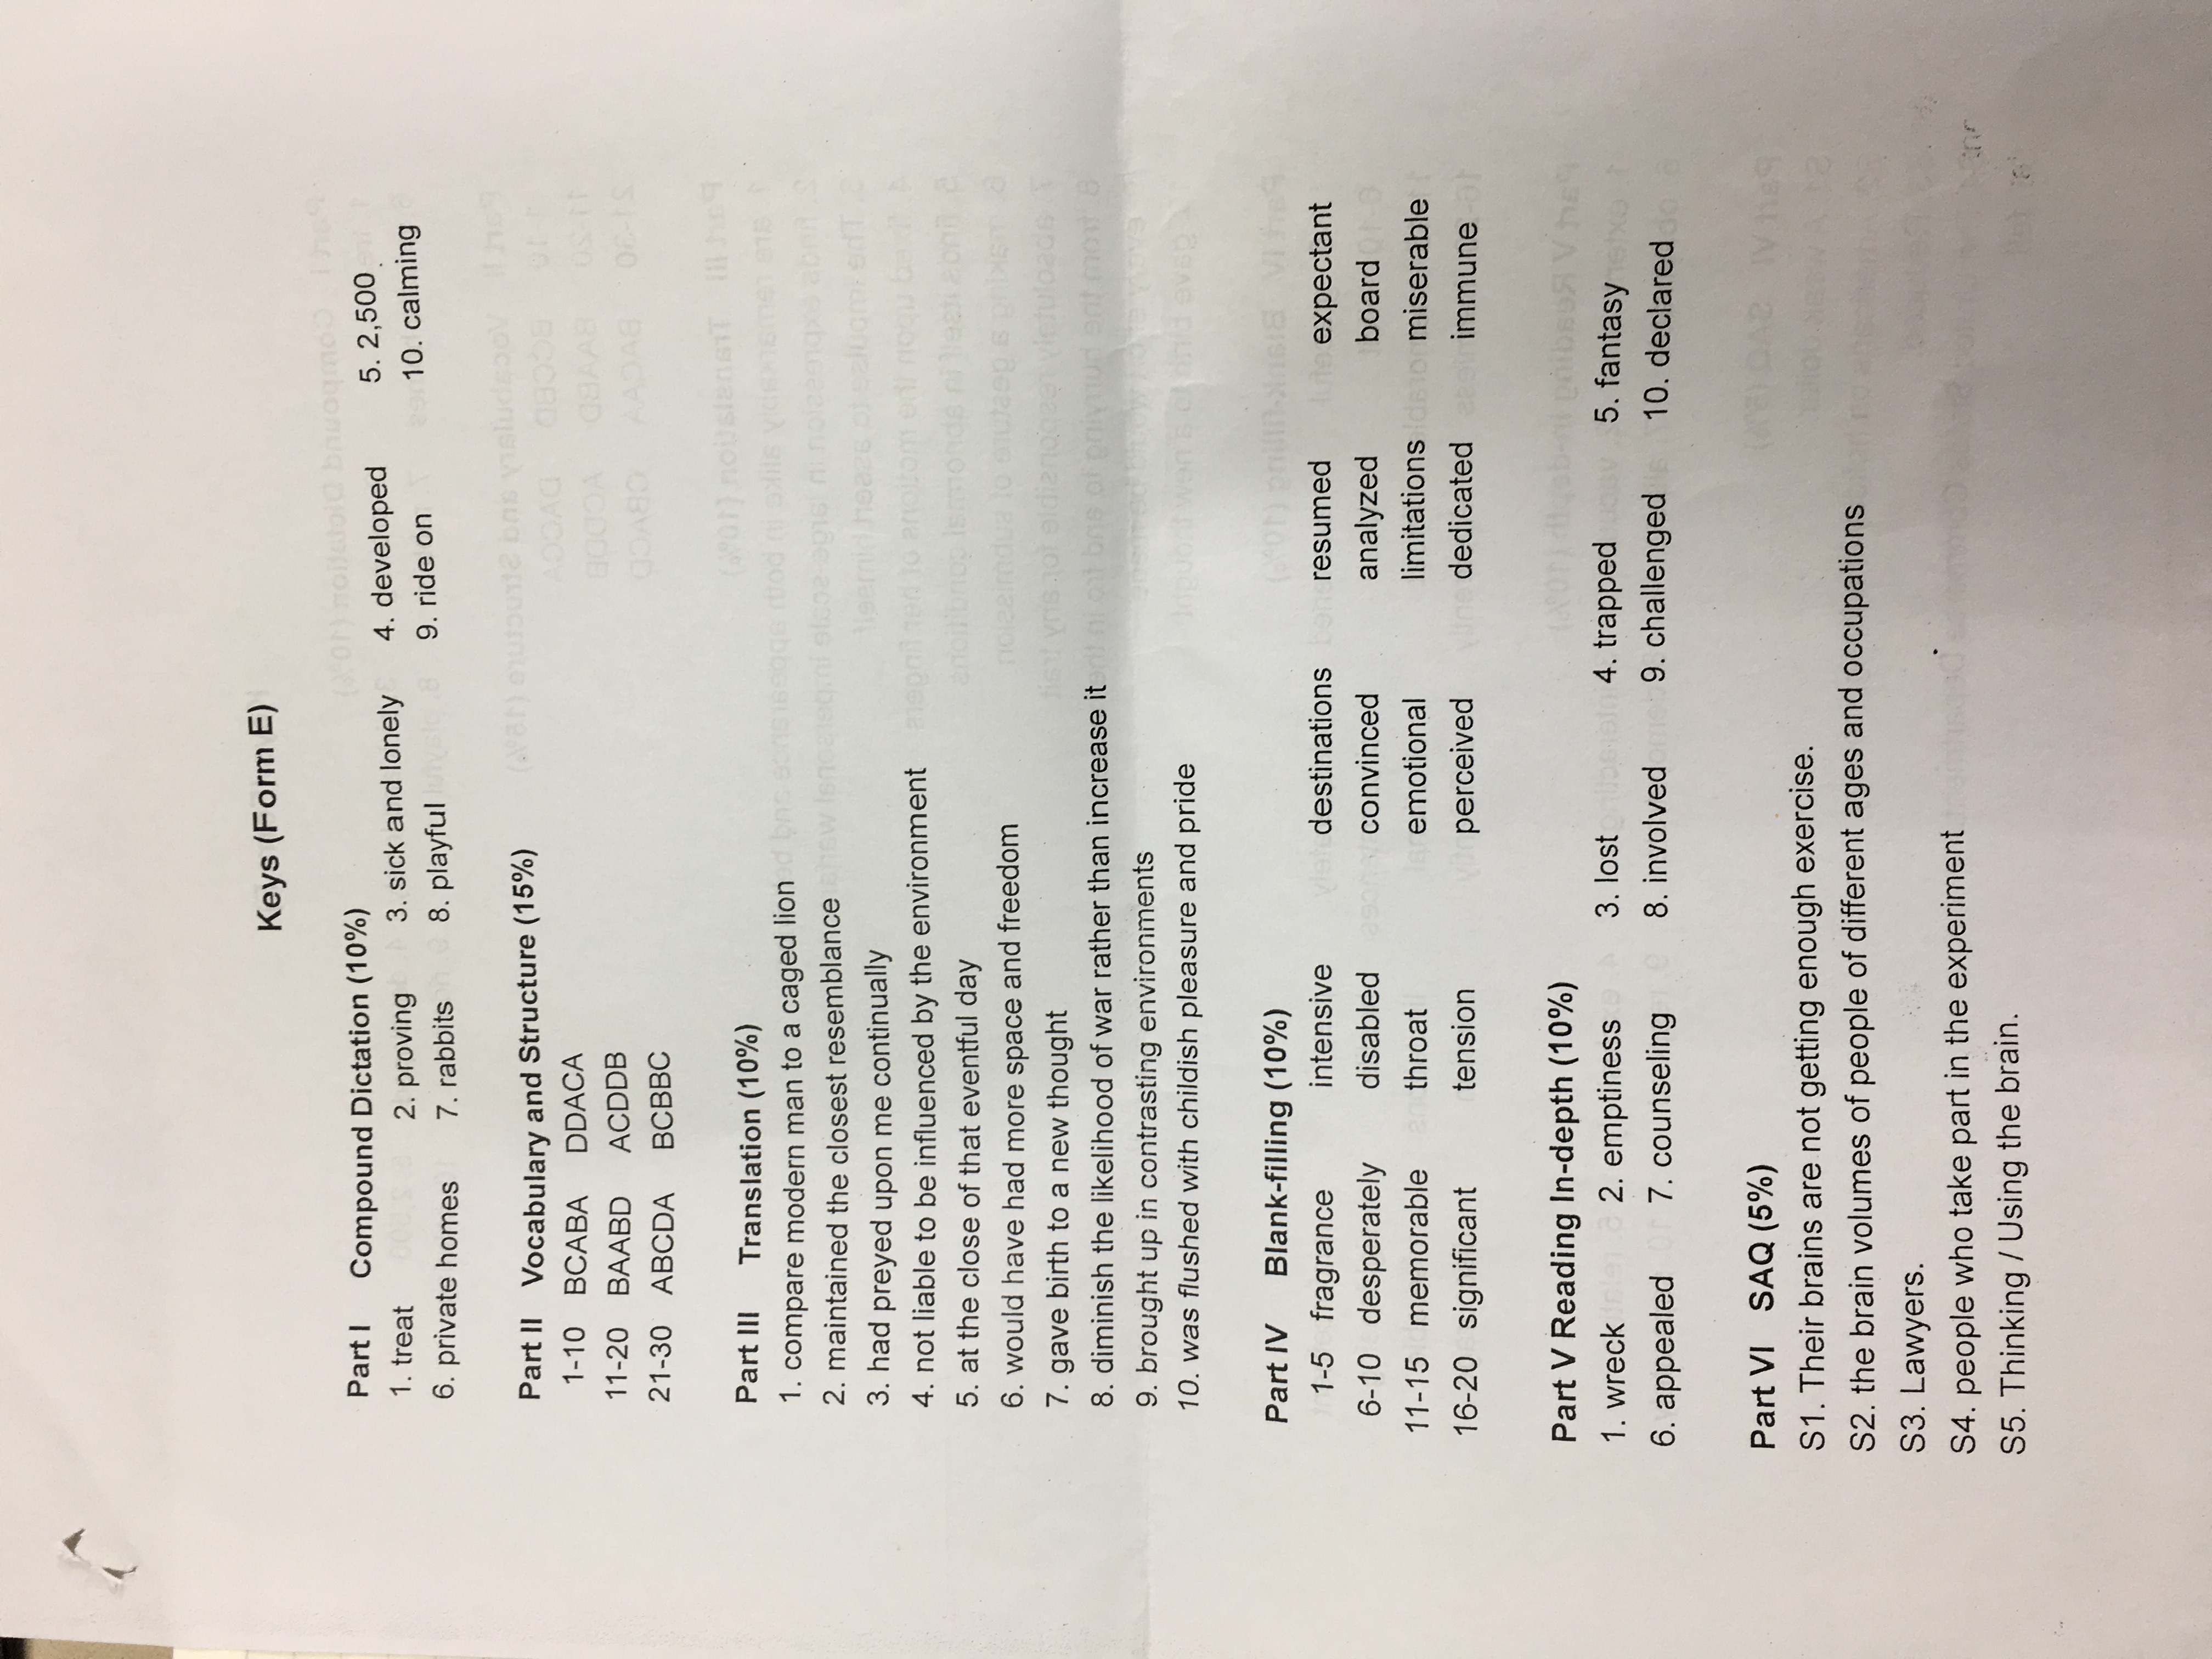 Keys (Form E)
Part I Compound Dictation (10%)
1. treat 2. proving 3. sick and lonely 4. developed 5. 2,500
6. private homes 7. rabbits 8. playful 9. ride on 10. calming
Part II Vocabulary and Structure (15%)
1-10 BCABA DDACA
11-20 BAABD ACDDB
21-30 ABCDA BCBBC
Part III Translation (10%)
1. compare modern man to a caged lion
2. maintained the closest resemblance
3. had preyed upon me continually
4. not liable to be influenced by the environment
5. at the close of that eventful day
6. would have had more space and freedom
7. gave birth to a new thought
8. diminish the likelihood of war rather than increase it
9. brought up in contrasting environments
10. was flushed with childish pleasure and pride
Part IV Blank-filling (10%)
1-5 fragrance intensive destinations resumed expectant
6-10 desperately disabled convinced analyzed board
11-15 memorable throat emotional limitations miserable
16-20 significant tension perceived dedicated immune
Part V Reading In-depth (10%)
1. wreck 2. emptiness 3. lost 4. trapped 5. fantasy
6. appealed 7. counseling 8. involved 9. challenged 10. declared
Part VI SAQ (5%)
S1. Their brains are not getting enough exercise.
S2. the brain volumes of people of different ages and occupations
S3. Lawyers.
S4. people who take part in the experiment
S5. Thinking / Using the brain.